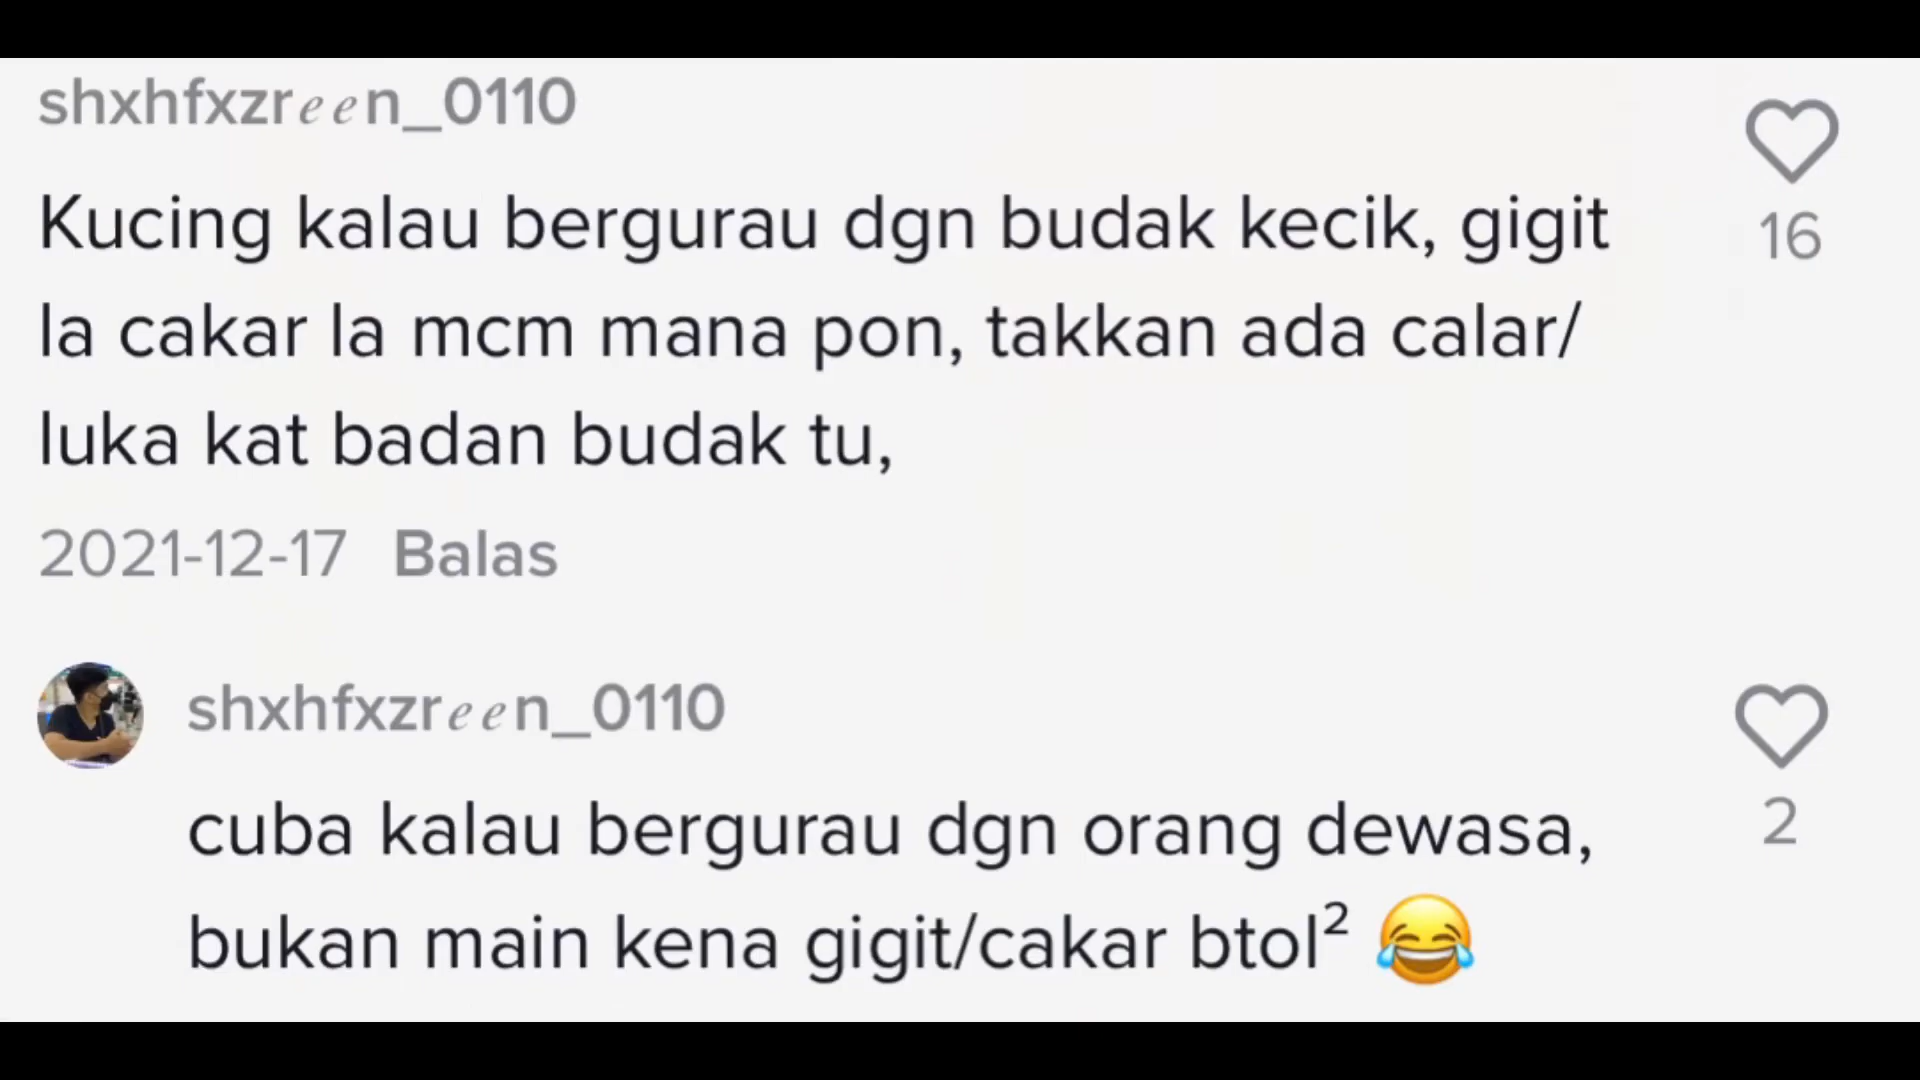 shxhfxzr𝑒𝑒n_0110
16
Kucing kalau bergurau dgn budak kecik, gigit
la cakar la mcm mana pon, takkan ada calar/
luka kat badan budak tu,
2021-12-17 Balas
shxhfxzr𝑒𝑒n_0110
2
cuba kalau bergurau dgn orang dewasa,
bukan main kena gigit/cakar btol² 😂